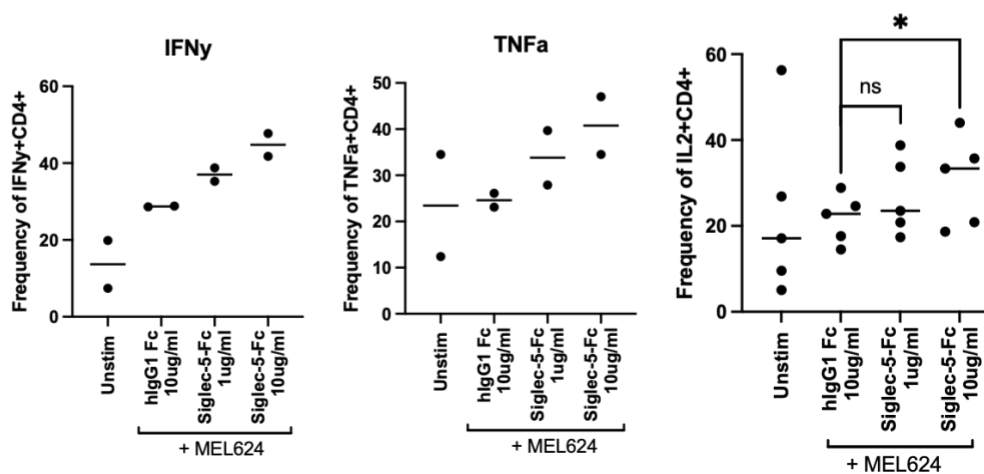 IFNy
Frequency of IFNy+CD4+
60
40
20
0
Unstim
hIgG1 Fc
10ug/ml
Siglec-5-Fc
1ug/ml
Siglec-5-Fc
10ug/ml
+ MEL624
TNFa
Frequency of TNFa+CD4+
50
40
30
20
10
0
Unstim
hIgG1 Fc
10ug/ml
Siglec-5-Fc
1ug/ml
Siglec-5-Fc
10ug/ml
+ MEL624
*
ns
Frequency of IL2+CD4+
60
40
20
0
Unstim
hIgG1 Fc
10ug/ml
Siglec-5-Fc
1ug/ml
Siglec-5-Fc
10ug/ml
+ MEL624